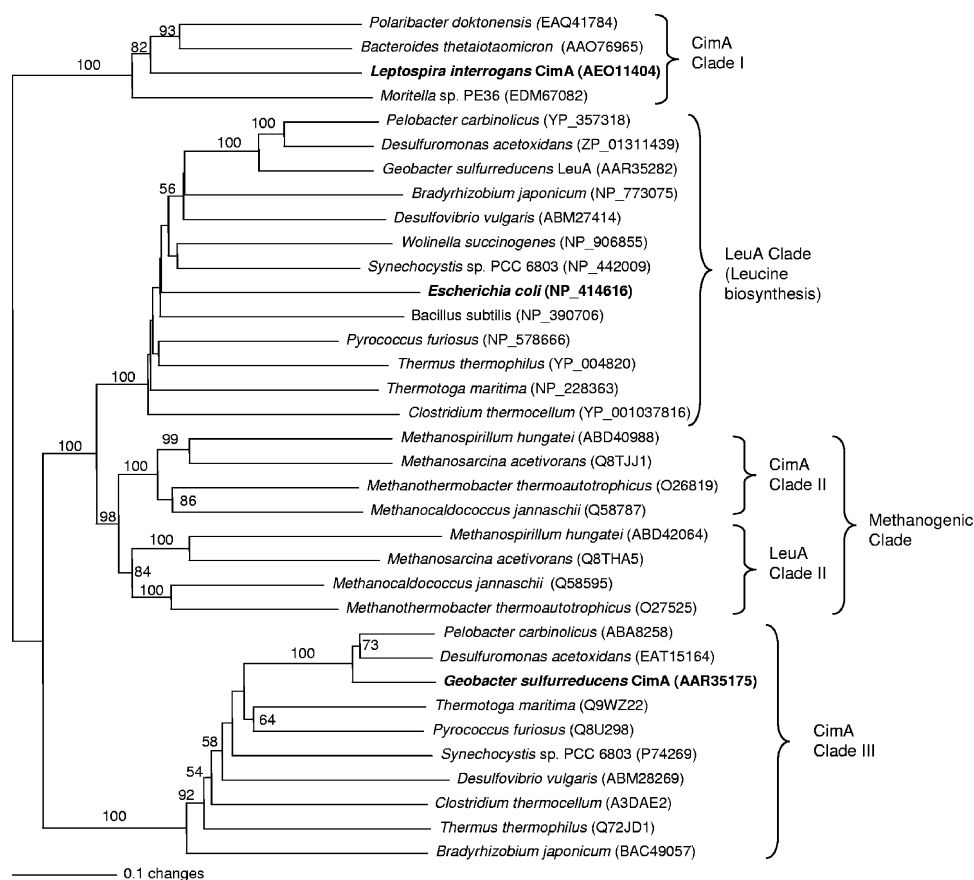 Polaribacter doktonensis (EAQ41784)
93
Bacteroides thetaiotaomicron (AAO76965)
82
CimA
Clade I
100
Leptospira interrogans CimA (AEO11404)
Moritella sp. PE36 (EDM67082)
Pelobacter carbinolicus (YP_357318)
100
Desulfuromonas acetoxidans (ZP_01311439)
100
Geobacter sulfurreducens LeuA (AAR35282)
Bradyrhizobium japonicum (NP_773075)
56
Desulfovibrio vulgaris (ABM27414)
Wolinella succinogenes (NP_906855)
LeuA Clade
(Leucine
biosynthesis)
Synechocystis sp. PCC 6803 (NP_442009)
Escherichia coli (NP_414616)
Bacillus subtilis (NP_390706)
Pyrococcus furiosus (NP_578666)
Thermus thermophilus (YP_004820)
100
Thermotoga maritima (NP_228363)
Clostridium thermocellum (YP_001037816)
Methanospirillum hungatei (ABD40988)
99
100
Methanosarcina acetivorans (Q8TJJ1)
100
CimA
Clade II
Methanothermobacter thermoautotrophicus (O26819)
86
Methanocaldococcus jannaschii (Q58787)
98
Methanogenic
Clade
Methanospirillum hungatei (ABD42064)
100
Methanosarcina acetivorans (Q8THA5)
LeuA
Clade II
84
Methanocaldococcus jannaschii (Q58595)
100
Methanothermobacter thermoautotrophicus (O27525)
Pelobacter carbinolicus (ABA8258)
73
100
Desulfuromonas acetoxidans (EAT15164)
Geobacter sulfurreducens CimA (AAR35175)
Thermotoga maritima (Q9WZ22)
64
Pyrococcus furiosus (Q8U298)
CimA
Clade III
58
Synechocystis sp. PCC 6803 (P74269)
54
Desulfovibrio vulgaris (ABM28269)
92
Clostridium thermocellum (A3DAE2)
100
Thermus thermophilus (Q72JD1)
Bradyrhizobium japonicum (BAC49057)
0.1 changes